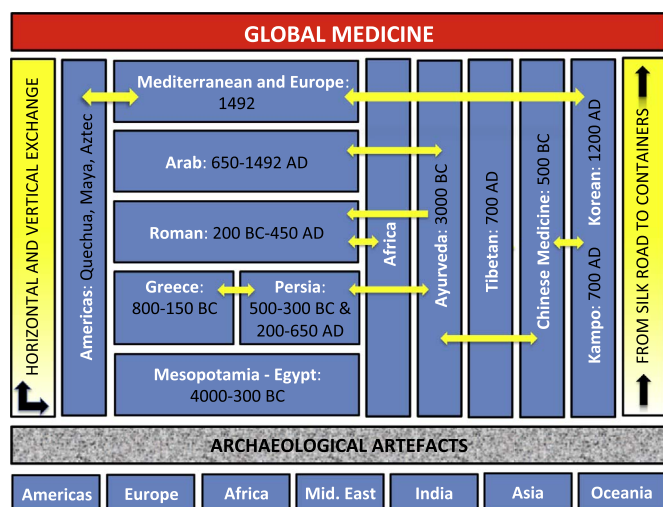 GLOBAL MEDICINE
HORIZONTAL AND VERTICAL EXCHANGE
Americas: Quechua, Maya, Aztec
Mediterranean and Europe:
1492
Arab: 650-1492 AD
Roman: 200 BC-450 AD
Greece:
800-150 BC
Persia:
500-300 BC &
200-650 AD
Mesopotamia - Egypt:
4000-300 BC
Africa
Ayurveda: 3000 BC
Tibetan: 700 AD
Chinese Medicine: 500 BC
Kampo: 700 AD
Korean: 1200 AD
FROM SILK ROAD TO CONTAINERS
ARCHAEOLOGICAL ARTEFACTS
Americas
Europe
Africa
Mid. East
India
Asia
Oceania